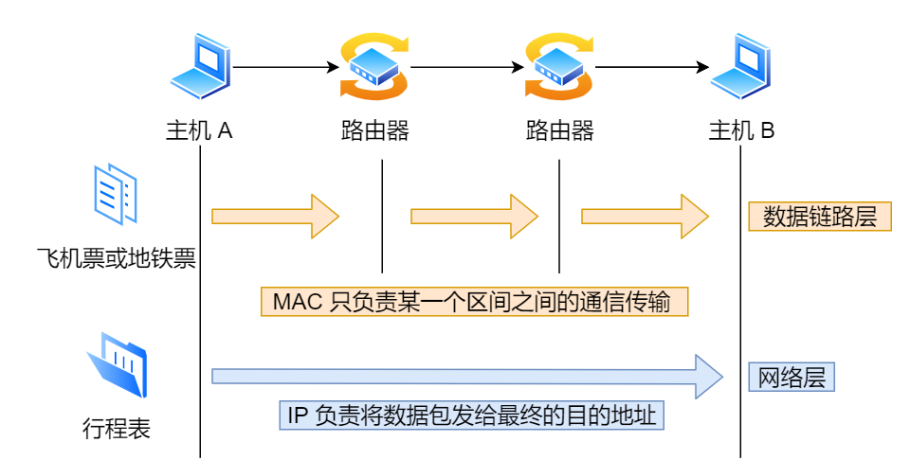 主机 A
路由器
路由器
主机 B
飞机票或地铁票
数据链路层
MAC 只负责某一个区间之间的通信传输
行程表
网络层
IP 负责将数据包发给最终的目的地址